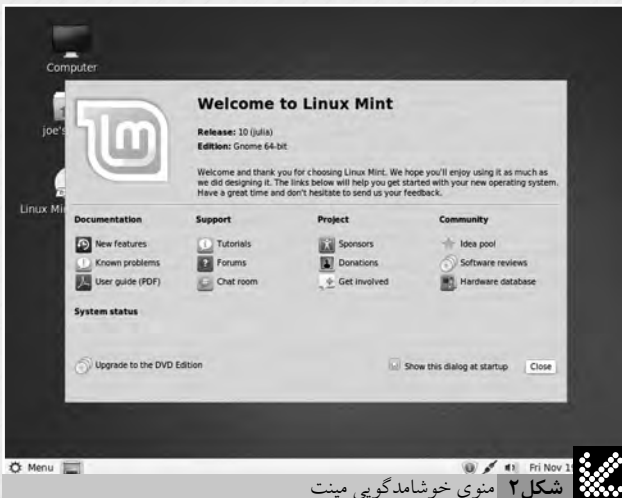 Computer
joe's
Linux Mi
Welcome to Linux Mint
Release: 10 (julia)
Edition: Gnome 64-bit
Welcome and thank you for choosing Linux Mint. We hope you'll enjoy using it as much as
we did designing it. The links below will help you get started with your new operating system.
Have a great time and don't hesitate to send us your feedback.
Documentation Support Project Community
New features Tutorials Sponsors Idea pool
Known problems Forums Donations Software reviews
User guide (PDF) Chat room Get involved Hardware database
System status
Upgrade to the DVD Edition Show this dialog at startup Close
Menu Fri Nov 1
شکل۲ منوی خوشامدگویی مینت